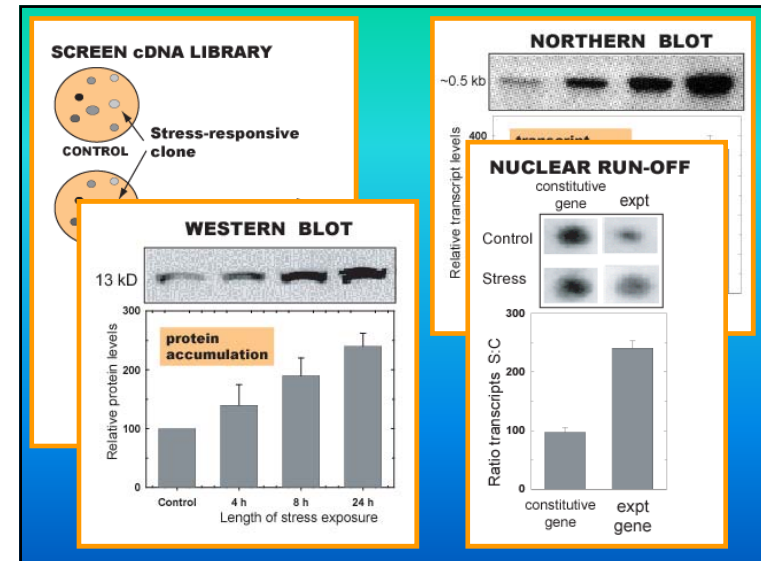 SCREEN cDNA LIBRARY
CONTROL
Stress-responsive
clone
NORTHERN BLOT
~0.5 kb
Relative transcript levels
400
WESTERN BLOT
13 kD
Relative protein levels
300
200
100
0
protein
accumulation
Control
4 h
8 h
24 h
Length of stress exposure
NUCLEAR RUN-OFF
constitutive
gene
expt
Control
Stress
Ratio transcripts S:C
300
200
100
0
constitutive
gene
expt
gene